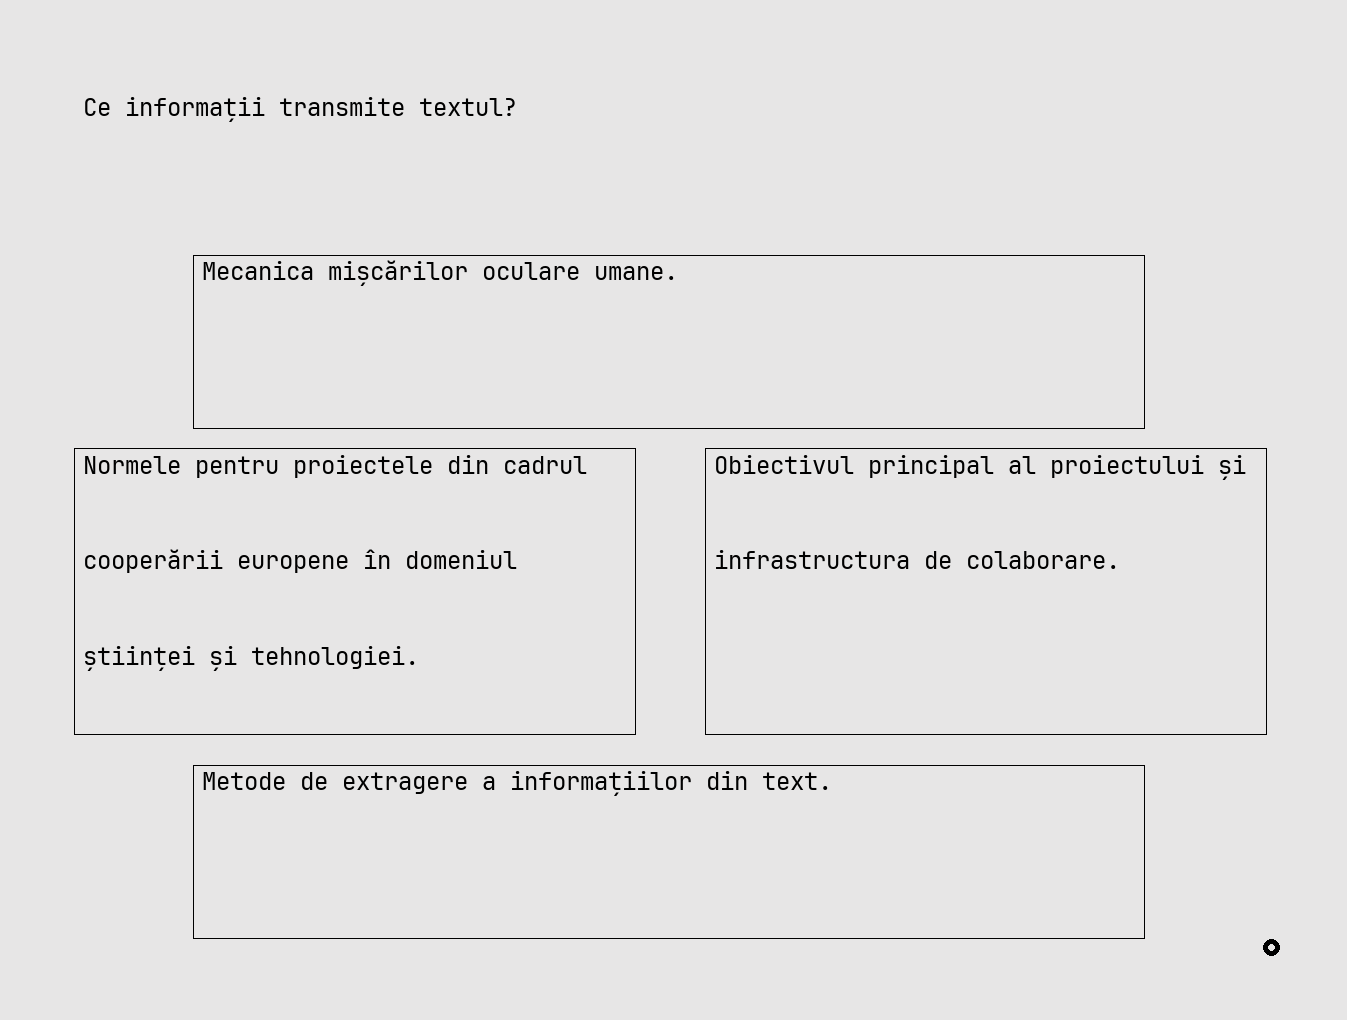 Ce informații transmite textul?
Mecanica mișcărilor oculare umane.
Normele pentru proiectele din cadrul
cooperării europene în domeniul
științei și tehnologiei.
Obiectivul principal al proiectului și
infrastructura de colaborare.
Metode de extragere a informațiilor din text.